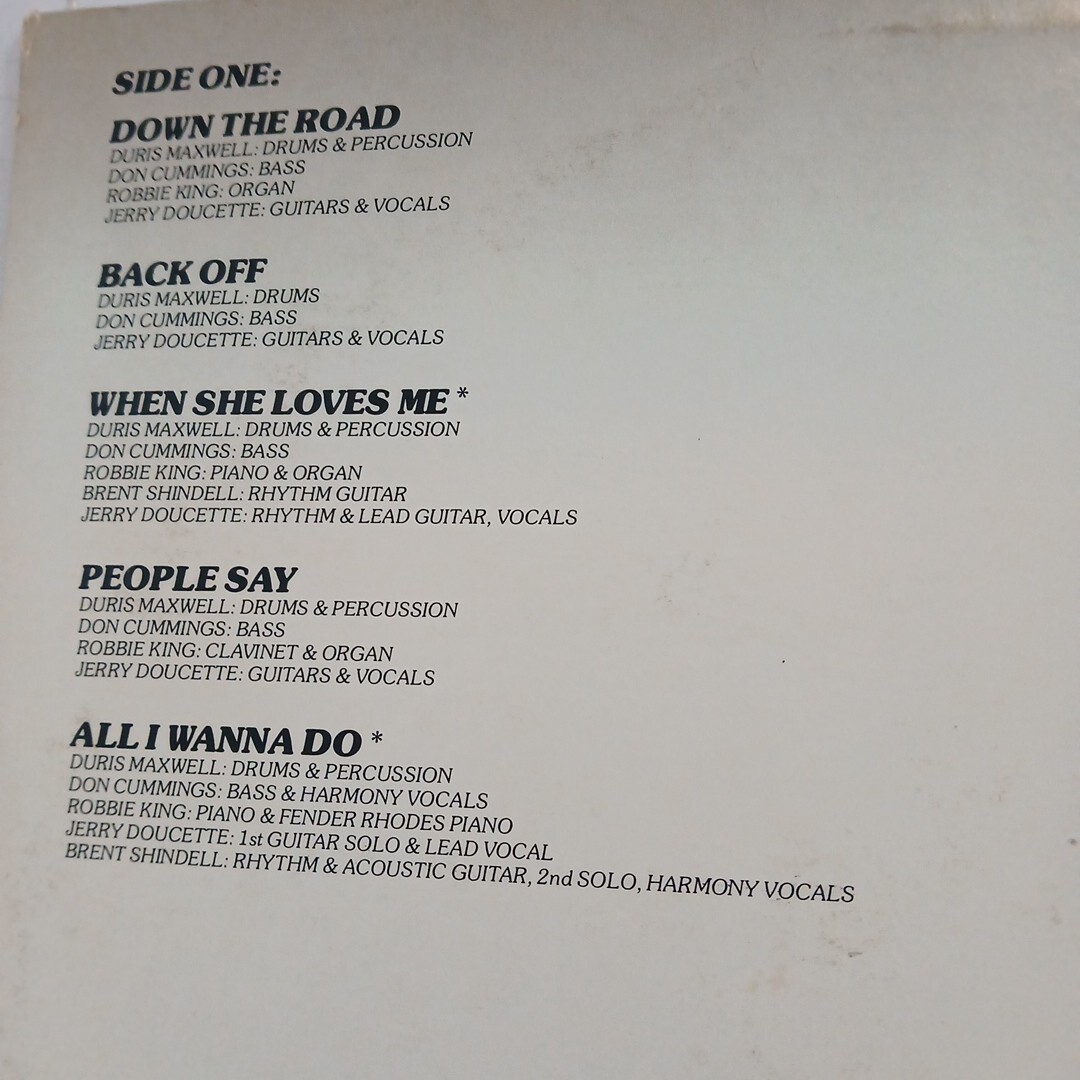 SIDE ONE:
DOWN THE ROAD
DURIS MAXWELL: DRUMS & PERCUSSION
DON CUMMINGS: BASS
ROBBIE KING: ORGAN
JERRY DOUCETTE: GUITARS & VOCALS
BACK OFF
DURIS MAXWELL: DRUMS
DON CUMMINGS: BASS
JERRY DOUCETTE: GUITARS & VOCALS
WHEN SHE LOVES ME *
DURIS MAXWELL: DRUMS & PERCUSSION
DON CUMMINGS: BASS
ROBBIE KING: PIANO & ORGAN
BRENT SHINDELL: RHYTHM GUITAR
JERRY DOUCETTE: RHYTHM & LEAD GUITAR, VOCALS
PEOPLE SAY
DURIS MAXWELL: DRUMS & PERCUSSION
DON CUMMINGS: BASS
ROBBIE KING: CLAVINET & ORGAN
JERRY DOUCETTE: GUITARS & VOCALS
ALL I WANNA DO *
DURIS MAXWELL: DRUMS & PERCUSSION
DON CUMMINGS: BASS & HARMONY VOCALS
ROBBIE KING: PIANO & FENDER RHODES PIANO
JERRY DOUCETTE: 1st GUITAR SOLO & LEAD VOCAL
BRENT SHINDELL: RHYTHM & ACOUSTIC GUITAR, 2nd SOLO, HARMONY VOCALS